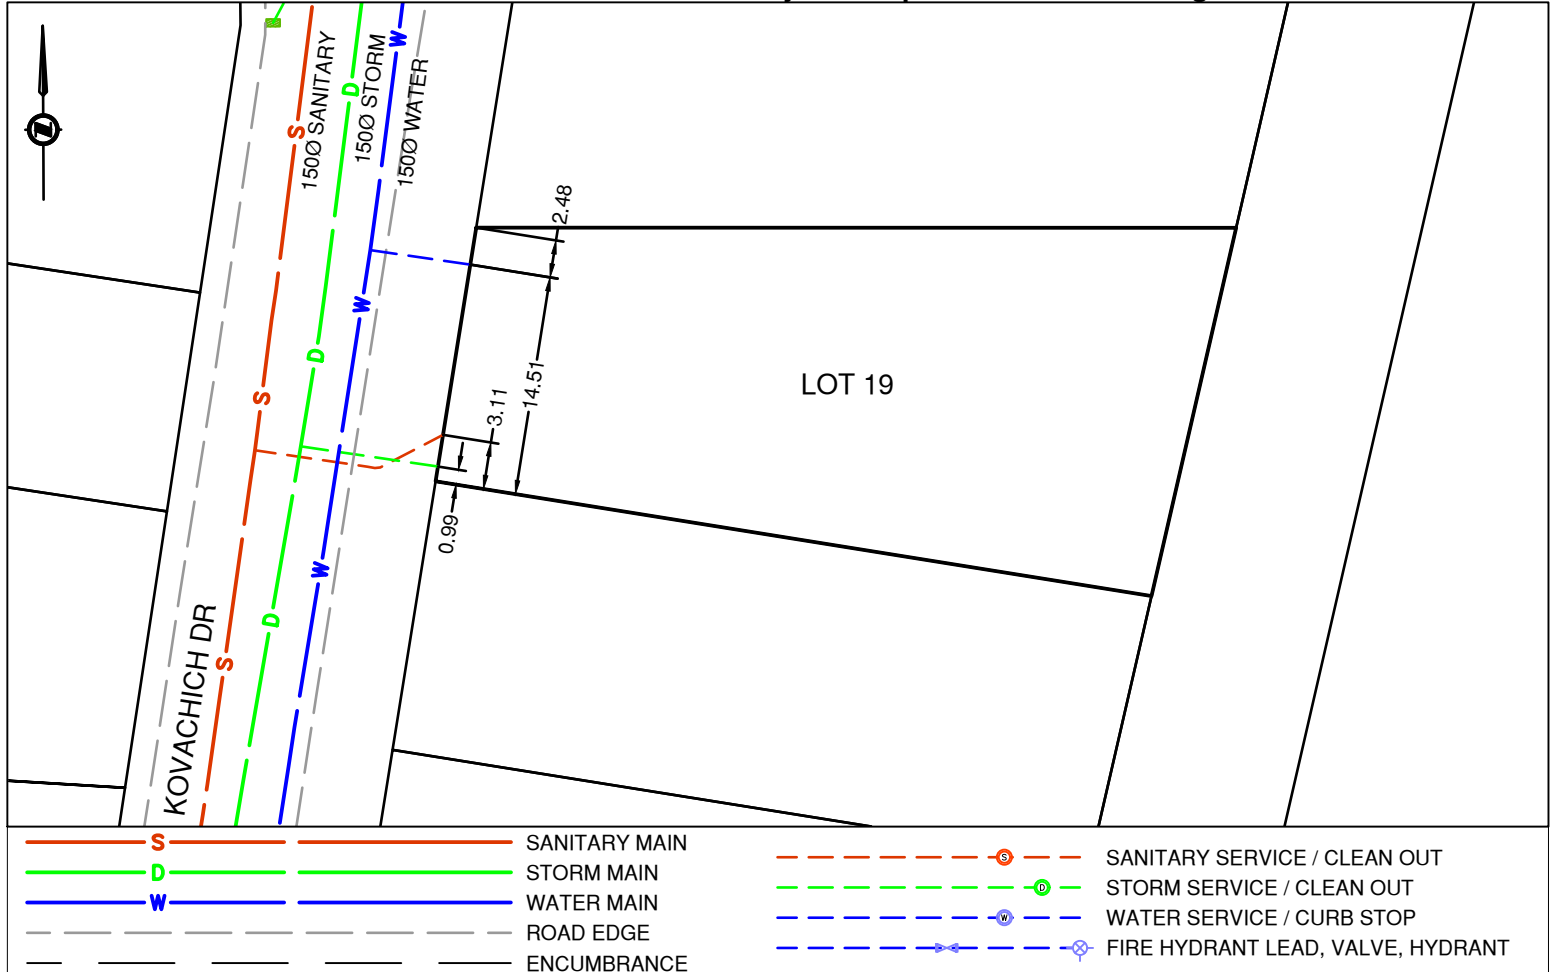 150Ø SANITARY
150Ø STORM
150Ø WATER
S
D
W
2.48
W
D
S
3.11
14.51
LOT 19
0.99
W
D
S
KOVACHICH DR
S SANITARY MAIN
D STORM MAIN
W WATER MAIN
ROAD EDGE
ENCUMBRANCE
S SANITARY SERVICE / CLEAN OUT
D STORM SERVICE / CLEAN OUT
W WATER SERVICE / CURB STOP
FIRE HYDRANT LEAD, VALVE, HYDRANT